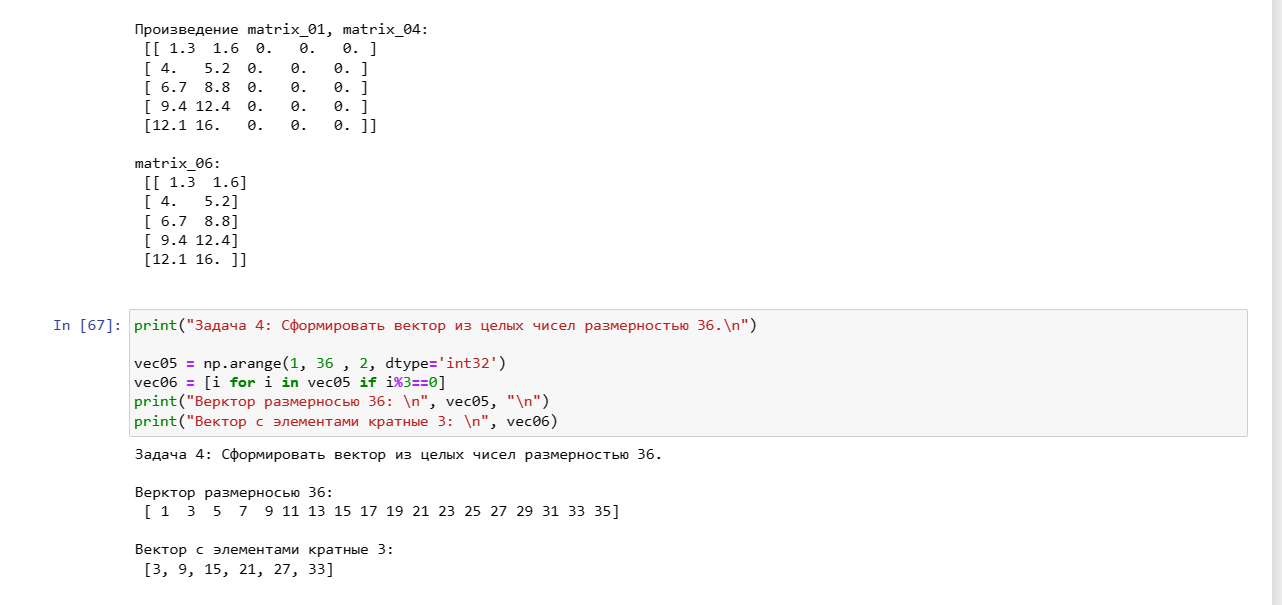 Произведение matrix_01, matrix_04:
[[ 1.3  1.6  0.   0.   0. ]
[ 4.   5.2  0.   0.   0. ]
[ 6.7  8.8  0.   0.   0. ]
[ 9.4 12.4  0.   0.   0. ]
[12.1 16.   0.   0.   0. ]]
matrix_06:
[[ 1.3  1.6]
[ 4.   5.2]
[ 6.7  8.8]
[ 9.4 12.4]
[12.1 16. ]]
In [67]: print("Задача 4: Сформировать вектор из целых чисел размерностью 36.\n")
vec05 = np.arange(1, 36 , 2, dtype='int32')
vec06 = [i for i in vec05 if i%3==0]
print("Верктор размерносью 36: \n", vec05, "\n")
print("Вектор с элементами кратные 3: \n", vec06)
Задача 4: Сформировать вектор из целых чисел размерностью 36.
Верктор размерносью 36:
[ 1  3  5  7  9 11 13 15 17 19 21 23 25 27 29 31 33 35]
Вектор с элементами кратные 3:
[3, 9, 15, 21, 27, 33]